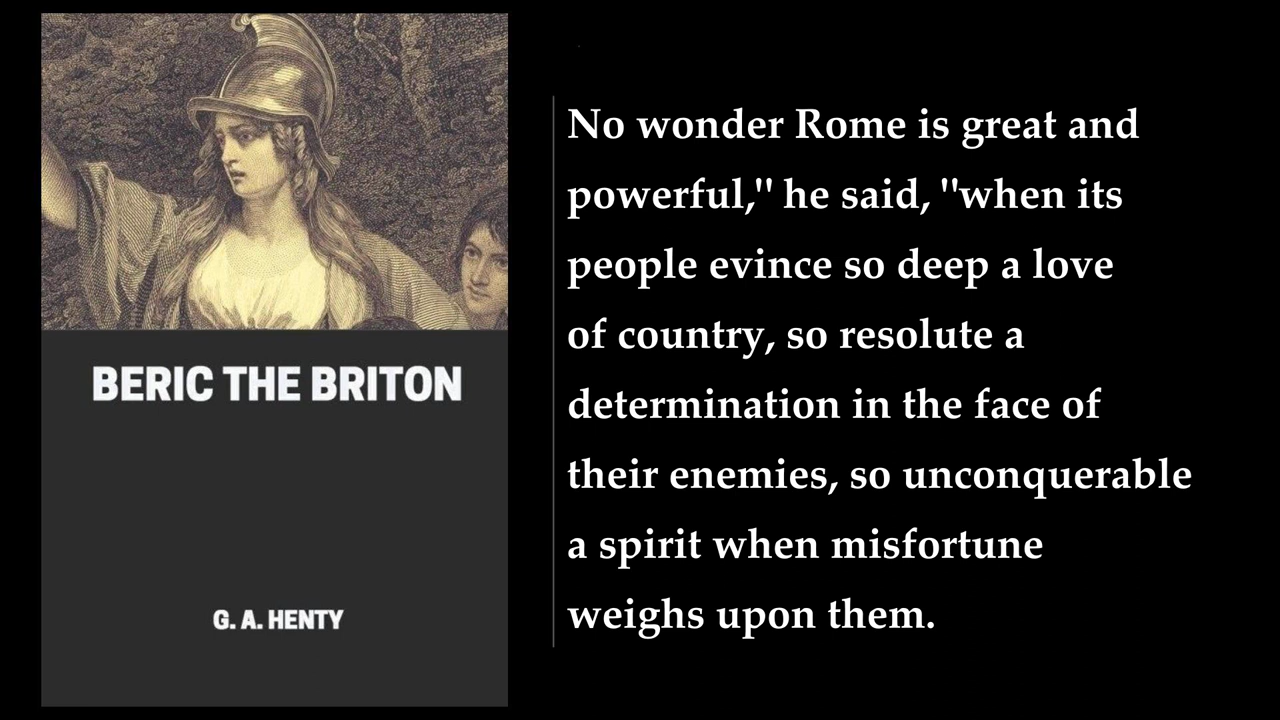 BERIC THE BRITON
G. A. HENTY
No wonder Rome is great and
powerful," he said, "when its
people evince so deep a love
of country, so resolute a
determination in the face of
their enemies, so unconquerable
a spirit when misfortune
weighs upon them.